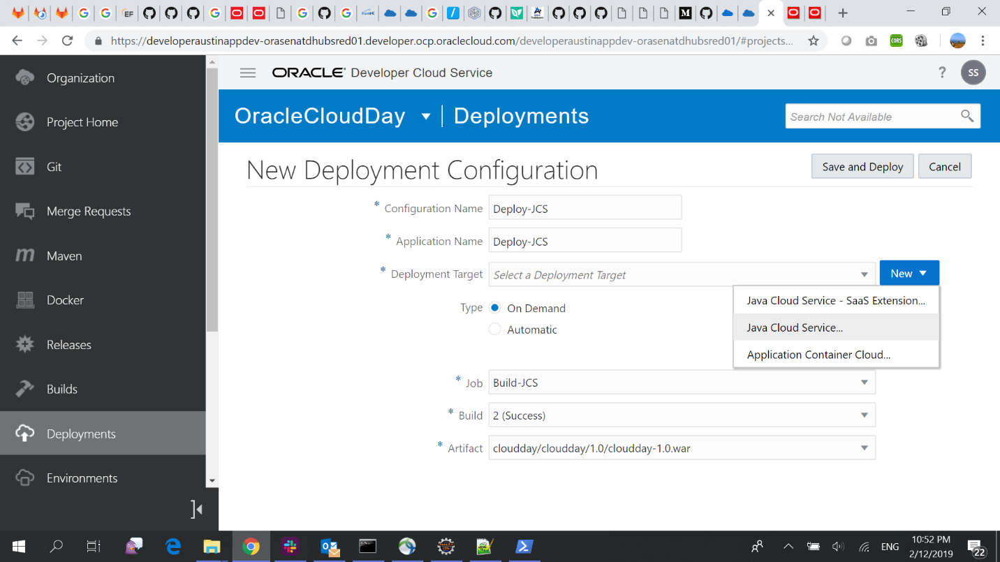 EF
M
CORS
https://developeraustinappdev-orasenatdhubsred01.developer.ocp.oraclecloud.com/developeraustinappdev-orasenatdhubsred01/#projects...
Organization
Project Home
Git
Merge Requests
Maven
Docker
Releases
Builds
Deployments
Environments
ORACLE® Developer Cloud Service
?
SS
OracleCloudDay
Deployments
Search Not Available
New Deployment Configuration
Save and Deploy
Cancel
* Configuration Name
Deploy-JCS
* Application Name
Deploy-JCS
* Deployment Target
Select a Deployment Target
New
Java Cloud Service - SaaS Extension...
Java Cloud Service...
Application Container Cloud...
Type
On Demand
Automatic
* Job
Build-JCS
* Build
2 (Success)
* Artifact
cloudday/cloudday/1.0/cloudday-1.0.war
ENG
10:52 PM
2/12/2019
22